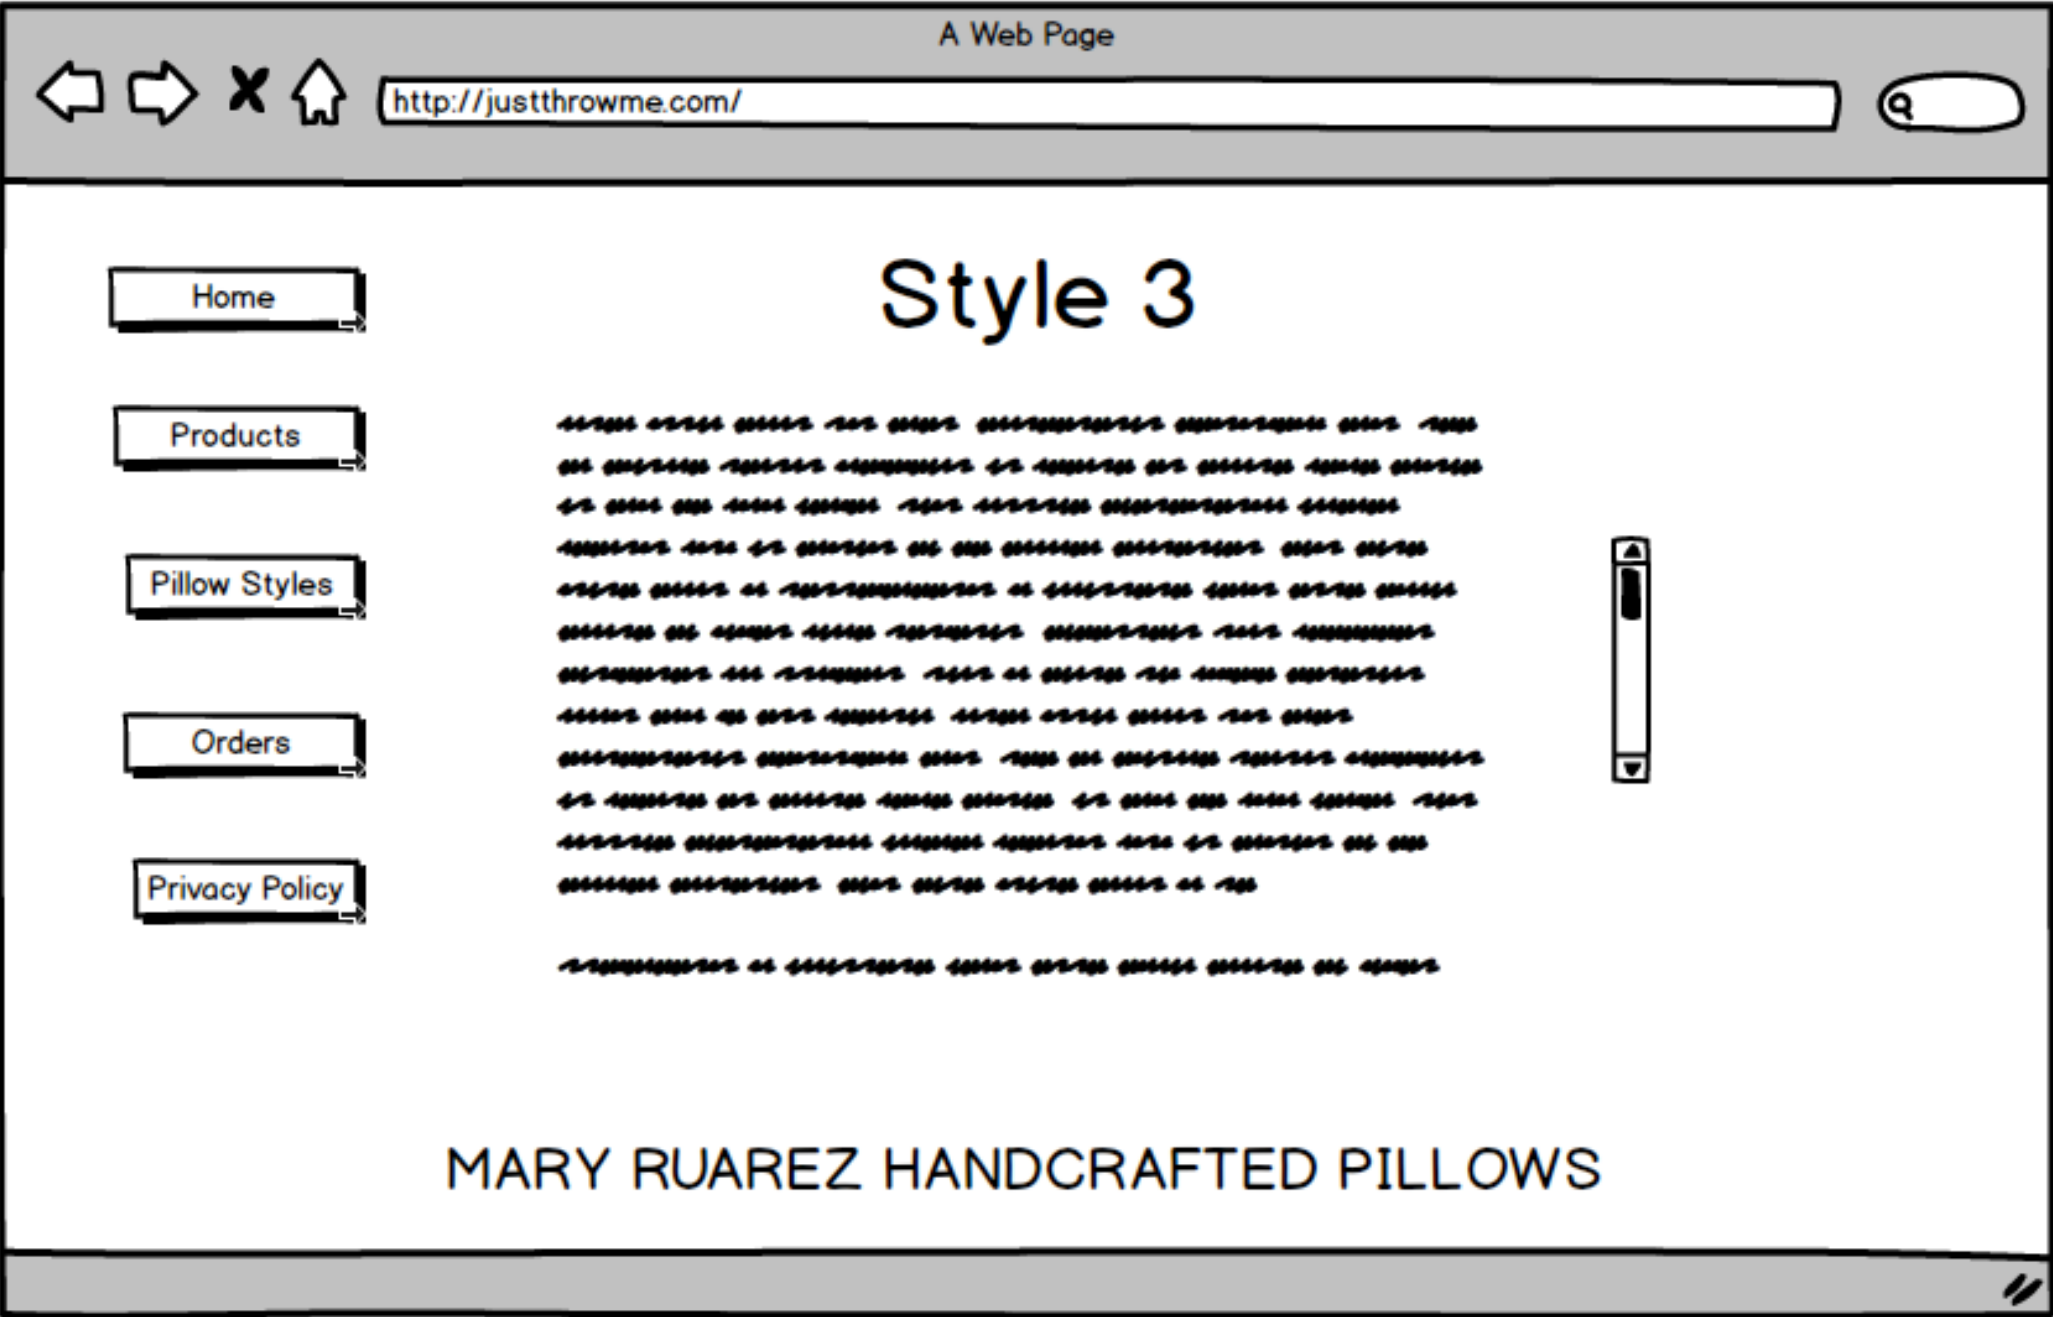 A Web Page
http://justthrowme.com/
Style 3
Home
Products
Pillow Styles
Orders
Privacy Policy
MARY RUAREZ HANDCRAFTED PILLOWS